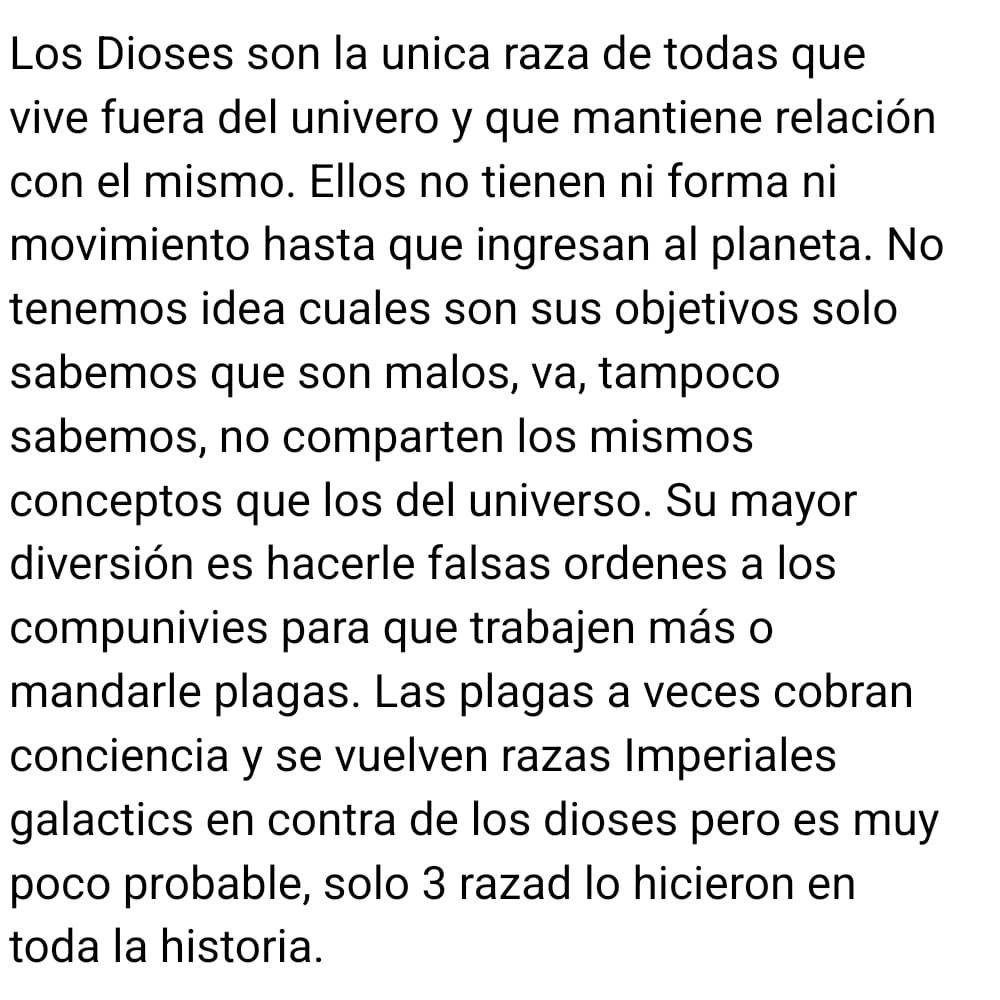 Los Dioses son la unica raza de todas que
vive fuera del univero y que mantiene relación
con el mismo. Ellos no tienen ni forma ni
movimiento hasta que ingresan al planeta. No
tenemos idea cuales son sus objetivos solo
sabemos que son malos, va, tampoco
sabemos, no comparten los mismos
conceptos que los del universo. Su mayor
diversión es hacerle falsas ordenes a los
compunivies para que trabajen más o
mandarle plagas. Las plagas a veces cobran
conciencia y se vuelven razas Imperiales
galactics en contra de los dioses pero es muy
poco probable, solo 3 razad lo hicieron en
toda la historia.